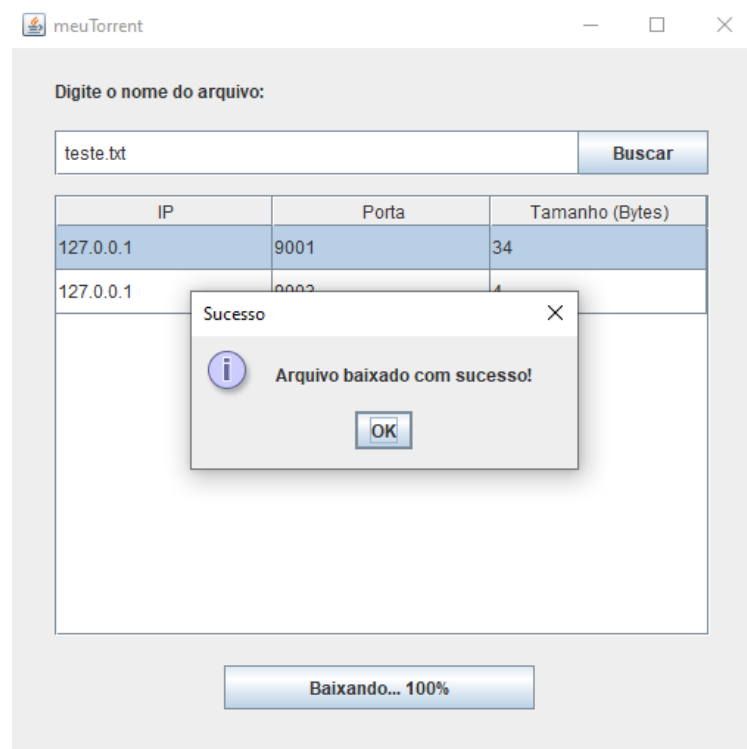 meuTorrent
Digite o nome do arquivo:
teste.txt Buscar
IP Porta Tamanho (Bytes)
127.0.0.1 9001 34
127.0.0.1
Sucesso
i Arquivo baixado com sucesso!
OK
Baixando... 100%